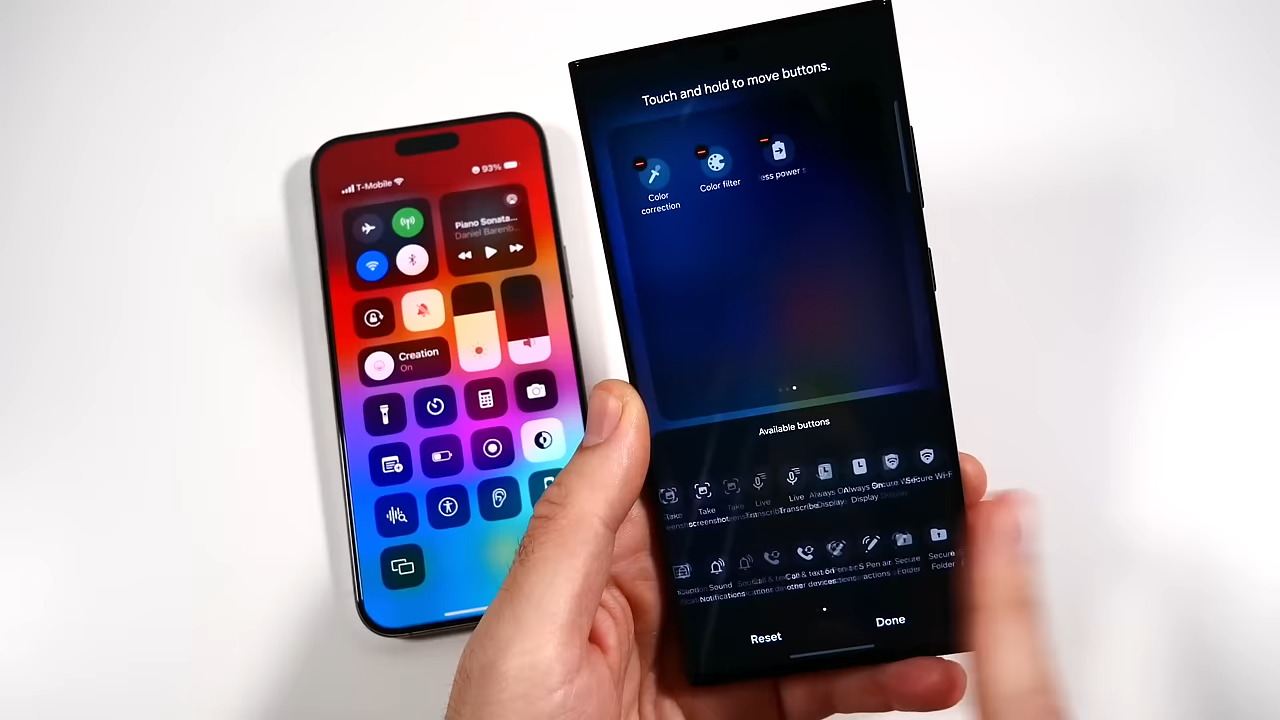 T-Mobile
93%
Piano Sonata...
Daniel Barenb...
Creation
On
Touch and hold to move buttons.
Color
correction
Color filter
less power s
Available buttons
Take
screenshot
Live
Transcribe
Always On
Display
Secure Wi-Fi
Sound
Notifications
Call & text on
other devices
S Pen air
actions
Secure
Folder
Reset
Done